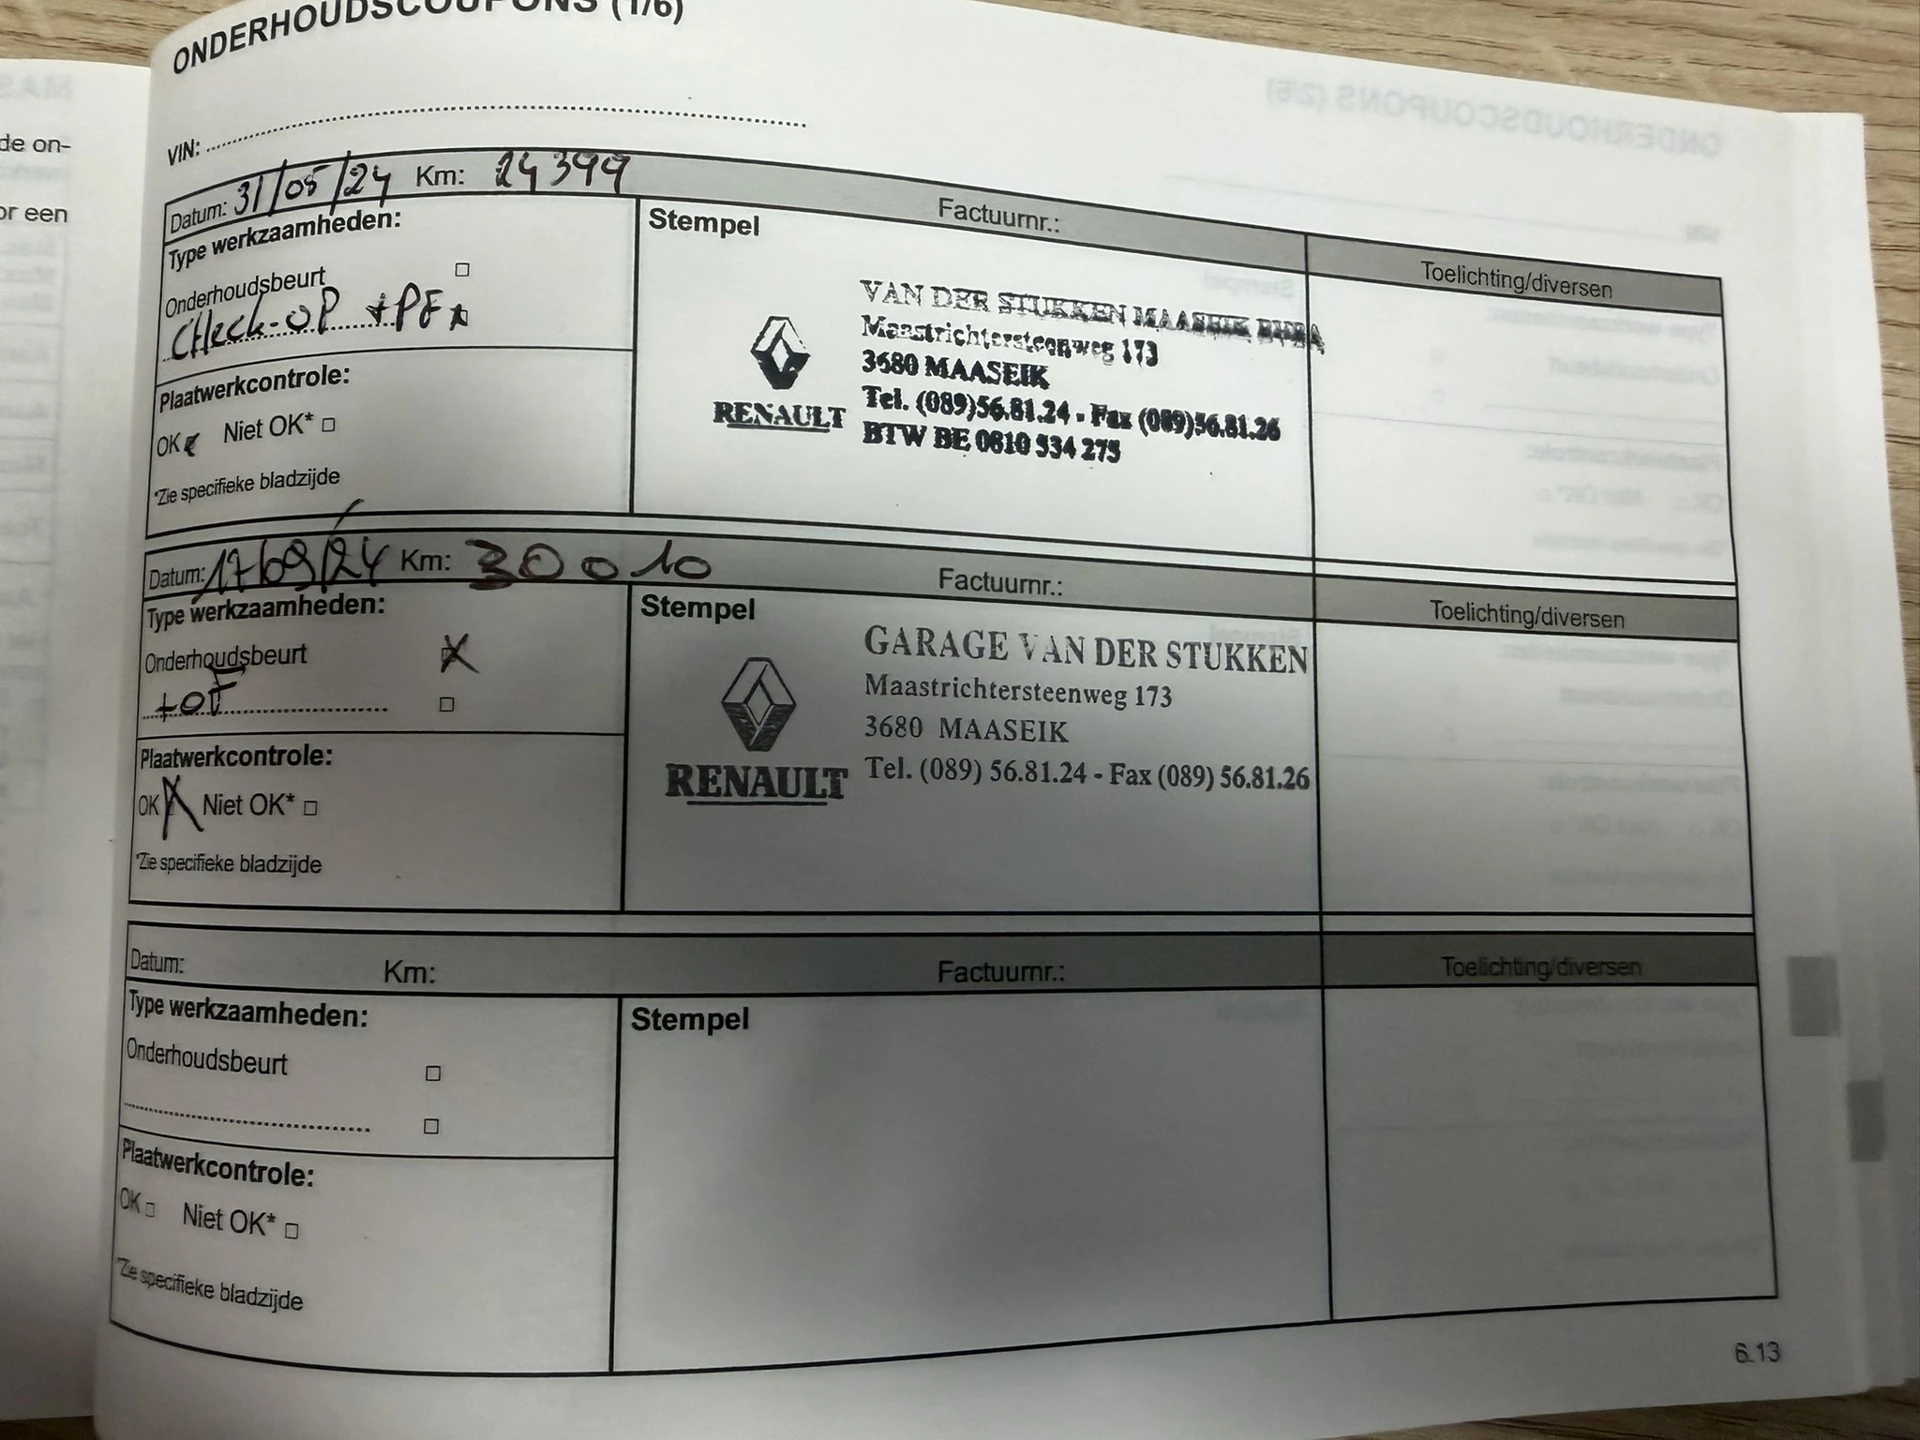 ONDERHOUDSCOUPONS (1/6)
de on-
or een
VIN:
Datum: 31/05/24 Km: 24399 Factuurnr.: Toelichting/diversen
Type werkzaamheden:
Onderhoudsbeurt
CHeck-UP +PF
Plaatwerkcontrole:
OK Niet OK*
*Zie specifieke bladzijde
Stempel
VAN DER STUKKEN MAASEIK BVBA
Maastrichtersteenweg 173
3680 MAASEIK
Tel. (089)56.81.24 - Fax (089)56.81.26
BTW BE 0810 534 275
RENAULT
Datum: 17/09/24 Km: 30010 Factuurnr.: Toelichting/diversen
Type werkzaamheden:
Onderhoudsbeurt X
+OF
Plaatwerkcontrole:
OK X Niet OK*
*Zie specifieke bladzijde
Stempel
GARAGE VAN DER STUKKEN
Maastrichtersteenweg 173
3680 MAASEIK
Tel. (089) 56.81.24 - Fax (089) 56.81.26
RENAULT
Datum: Km: Factuurnr.: Toelichting/diversen
Type werkzaamheden:
Onderhoudsbeurt
Plaatwerkcontrole:
OK Niet OK*
*Zie specifieke bladzijde
Stempel
6.13